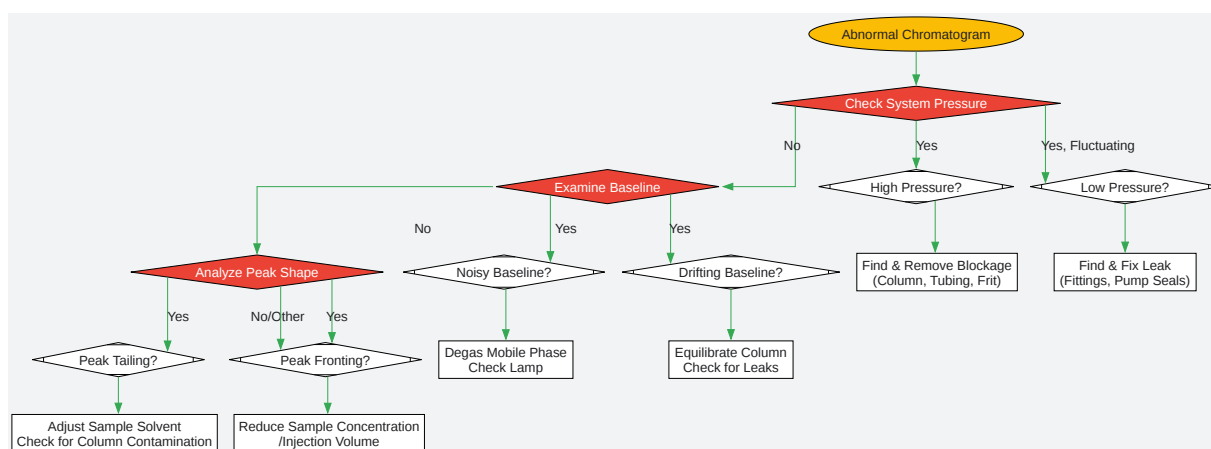 Abnormal Chromatogram
Check System Pressure
No
Yes
Yes, Fluctuating
Examine Baseline
High Pressure?
Low Pressure?
No
Yes
Yes
Analyze Peak Shape
Noisy Baseline?
Drifting Baseline?
Find & Remove Blockage
(Column, Tubing, Frit)
Find & Fix Leak
(Fittings, Pump Seals)
Yes
No/Other
Yes
Peak Tailing?
Peak Fronting?
Degas Mobile Phase
Check Lamp
Equilibrate Column
Check for Leaks
Adjust Sample Solvent
Check for Column Contamination
Reduce Sample Concentration
/Injection Volume